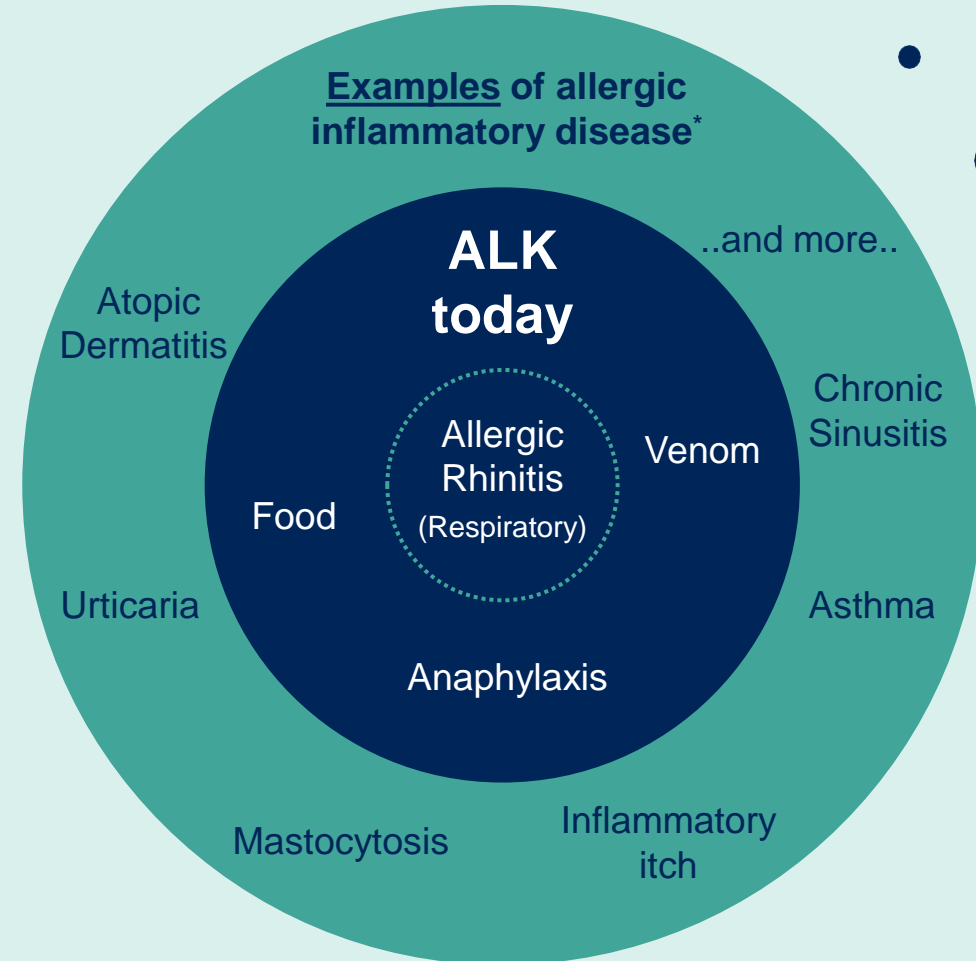 Examples of allergic
inflammatory disease*
..and more..
ALK
today
Atopic
Dermatitis
Chronic
Sinusitis
Allergic
Rhinitis
(Respiratory)
Venom
Food
Urticaria
Asthma
Anaphylaxis
Mastocytosis
Inflammatory
itch